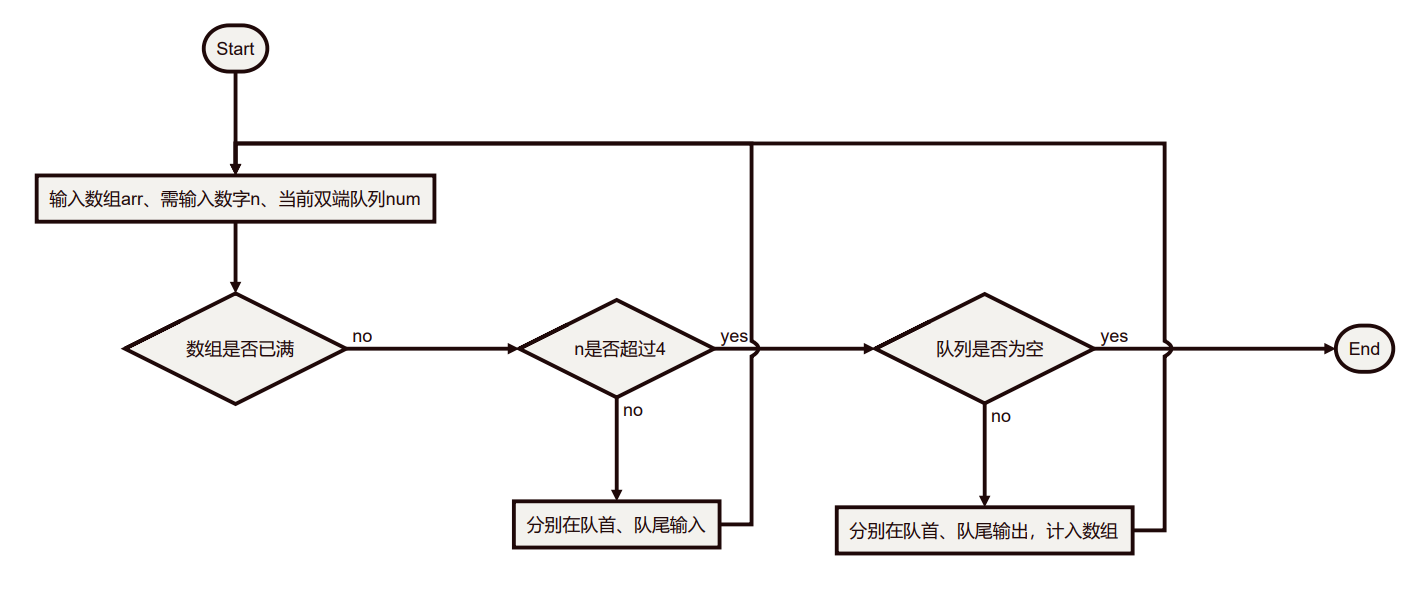 Start
输入数组arr、需输入数字n、当前双端队列num
数组是否已满
no
n是否超过4
yes
队列是否为空
yes
End
no
no
分别在队首、队尾输入
分别在队首、队尾输出，计入数组